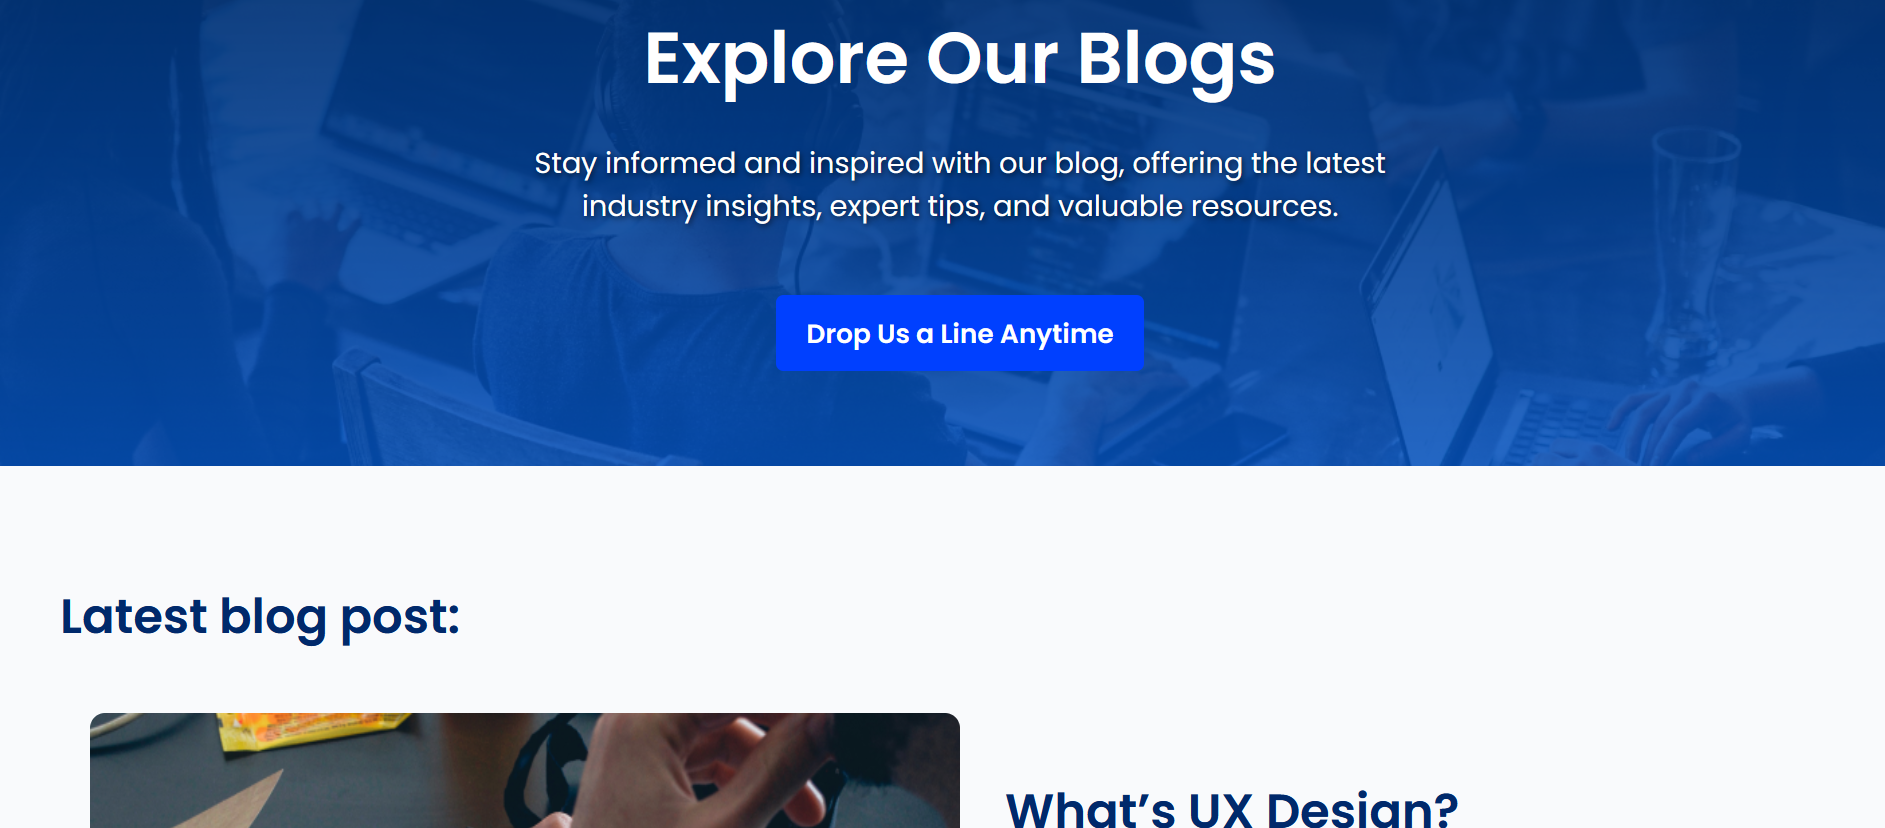 Explore Our Blogs
Stay informed and inspired with our blog, offering the latest
industry insights, expert tips, and valuable resources.
Drop Us a Line Anytime
Latest blog post:
What’s UX Design?